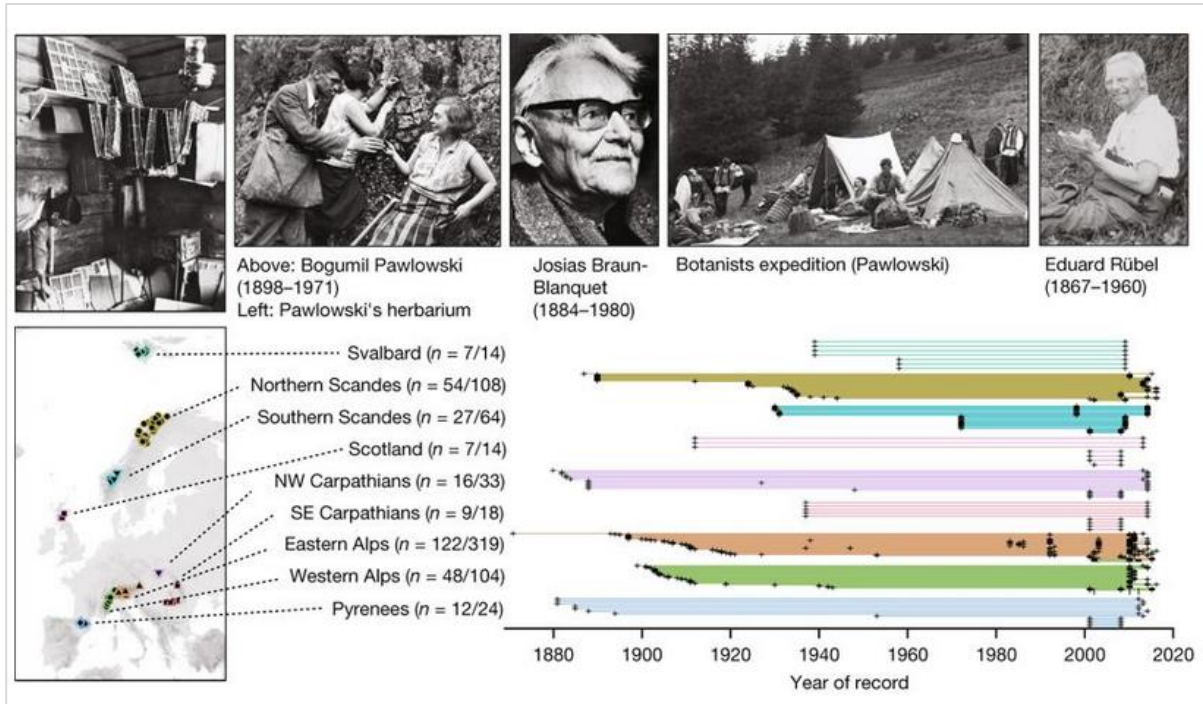 Above: Bogumil Pawlowski
(1898–1971)
Left: Pawlowski's herbarium
Josias Braun-
Blanquet
(1884–1980)
Botanists expedition (Pawlowski)
Eduard Rübel
(1867–1960)
Svalbard (n = 7/14)
Northern Scandes (n = 54/108)
Southern Scandes (n = 27/64)
Scotland (n = 7/14)
NW Carpathians (n = 16/33)
SE Carpathians (n = 9/18)
Eastern Alps (n = 122/319)
Western Alps (n = 48/104)
Pyrenees (n = 12/24)
1880 1900 1920 1940 1960 1980 2000 2020
Year of record